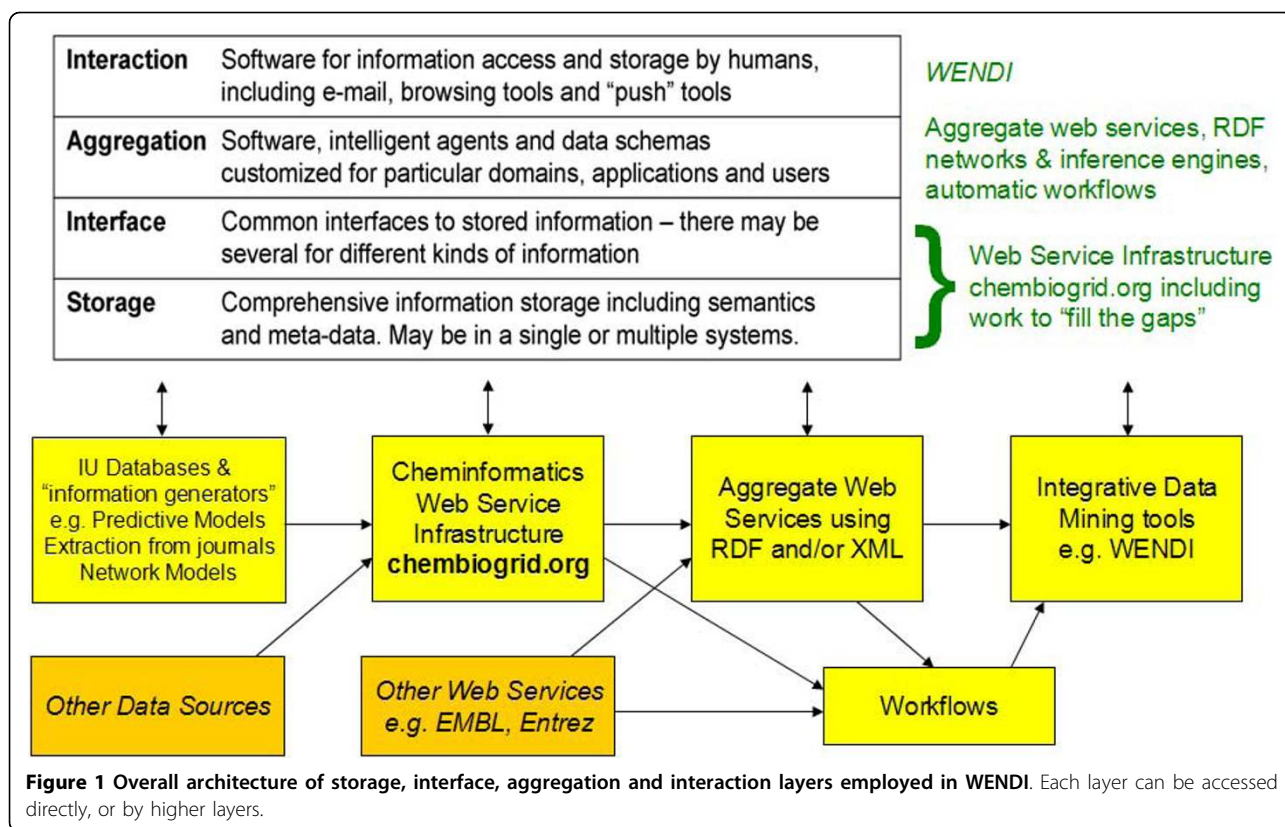 Interaction Software for information access and storage by humans,
including e-mail, browsing tools and “push” tools
Aggregation Software, intelligent agents and data schemas
customized for particular domains, applications and users
Interface Common interfaces to stored information – there may be
several for different kinds of information
Storage Comprehensive information storage including semantics
and meta-data. May be in a single or multiple systems.
WENDI
Aggregate web services, RDF
networks & inference engines,
automatic workflows
} Web Service Infrastructure
chembiogrid.org including
work to “fill the gaps”
IU Databases &
“information generators”
e.g. Predictive Models
Extraction from journals
Network Models
Cheminformatics
Web Service
Infrastructure
chembiogrid.org
Aggregate Web
Services using
RDF and/or XML
Integrative Data
Mining tools
e.g. WENDI
Other Data Sources
Other Web Services
e.g. EMBL, Entrez
Workflows
Figure 1 Overall architecture of storage, interface, aggregation and interaction layers employed in WENDI. Each layer can be accessed
directly, or by higher layers.